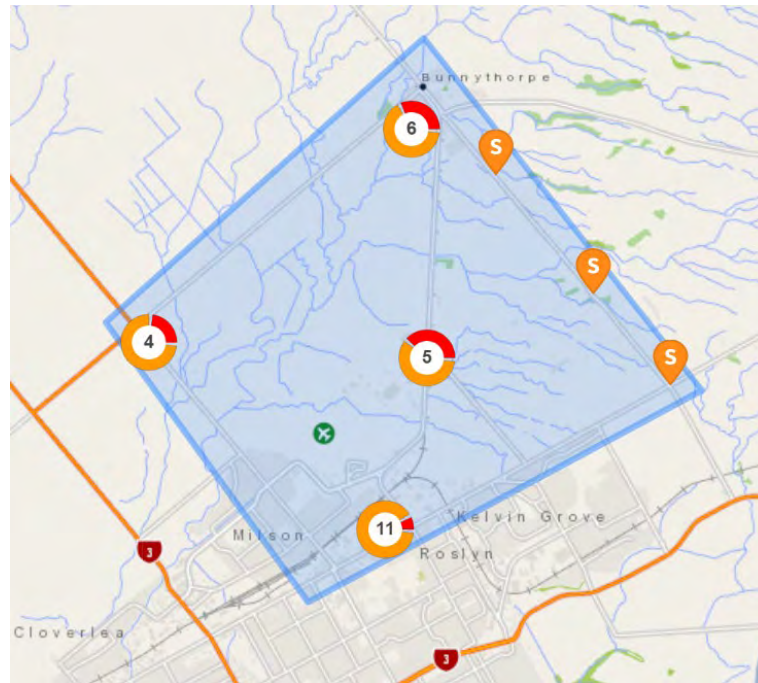 Bunnythorpe
6
S
S
4
5
S
11
Kelvin Grove
Milson
Roslyn
3
Cloverlea
3